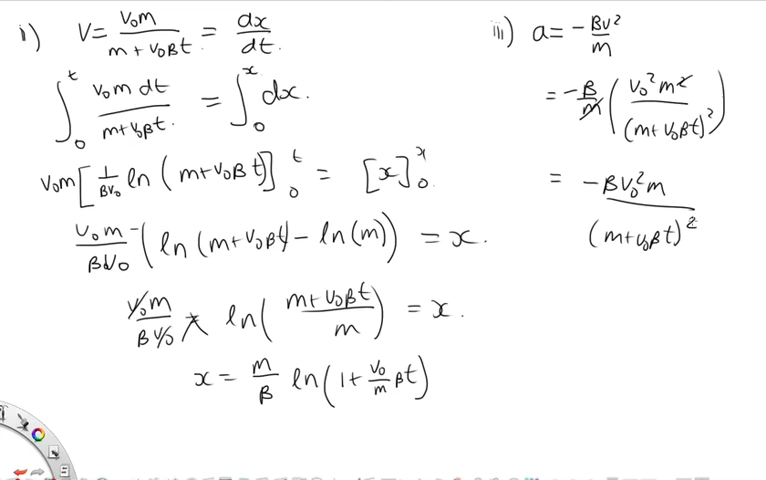 i) V = v₀m / (m + v₀βt) = dx/dt.
∫₀ᵗ v₀m dt / (m + v₀βt) = ∫₀ˣ dx.
v₀m [1/(βv₀) ln (m + v₀βt)]₀ᵗ = [x]₀ˣ
v₀m/(βv₀) (ln (m + v₀βt) − ln (m)) = x.
v₀m/(βv₀) × ln ((m + v₀βt)/m) = x.
x = m/β ln (1 + v₀/m βt)
iii) a = −βv²/m
= −β/m (v₀²m²/(m + v₀βt)²)
= −βv₀²m/(m + v₀βt)²